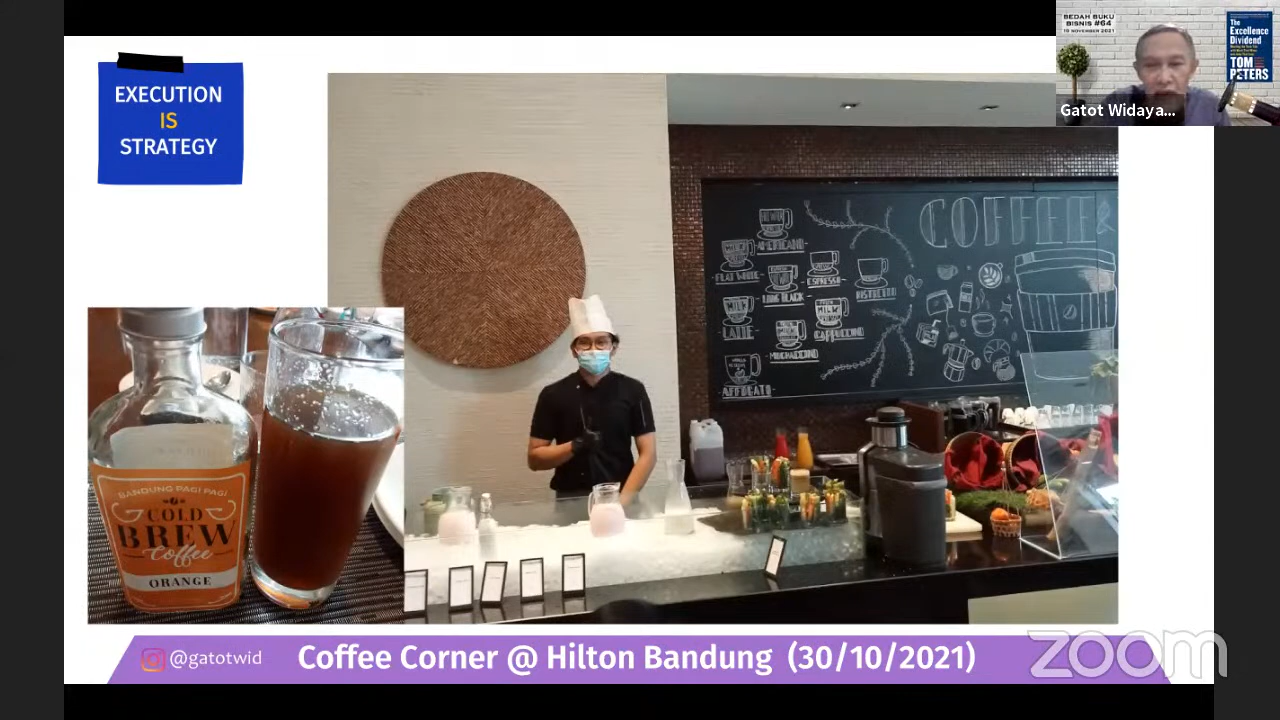 EXECUTION
IS
STRATEGY
BEDAH BUKU
BISNIS #64
The
Excellence
Dividend
TOM
PETERS
Gatot Widaya...
COFFEE &
AMERICANO
FLAT WHITE
ESPRESSO
LONG BLACK
RISTRETTO
LATTE
CAPPUCCINO
MOCHACCINO
AFFOGATO
BANDUNG PAGI PAGI
COLD
BREW
Coffee
ORANGE
@gatotwid
Coffee Corner @ Hilton Bandung (30/10/2021)
zoom